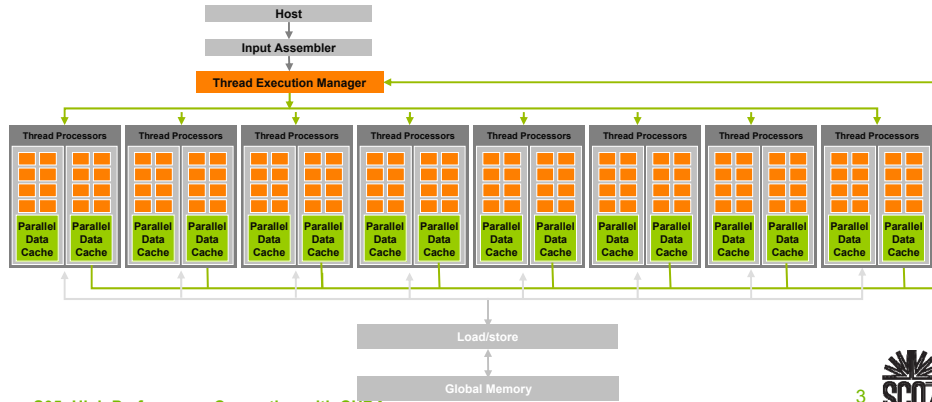 Host
Input Assembler
Thread Execution Manager
Thread Processors Thread Processors Thread Processors Thread Processors Thread Processors Thread Processors Thread Processors Thread Processors
Parallel Parallel Parallel Parallel Parallel Parallel Parallel Parallel Parallel Parallel Parallel Parallel Parallel Parallel Parallel Parallel
Data Data Data Data Data Data Data Data Data Data Data Data Data Data Data Data
Cache Cache Cache Cache Cache Cache Cache Cache Cache Cache Cache Cache Cache Cache Cache Cache
Load/store
Global Memory
3